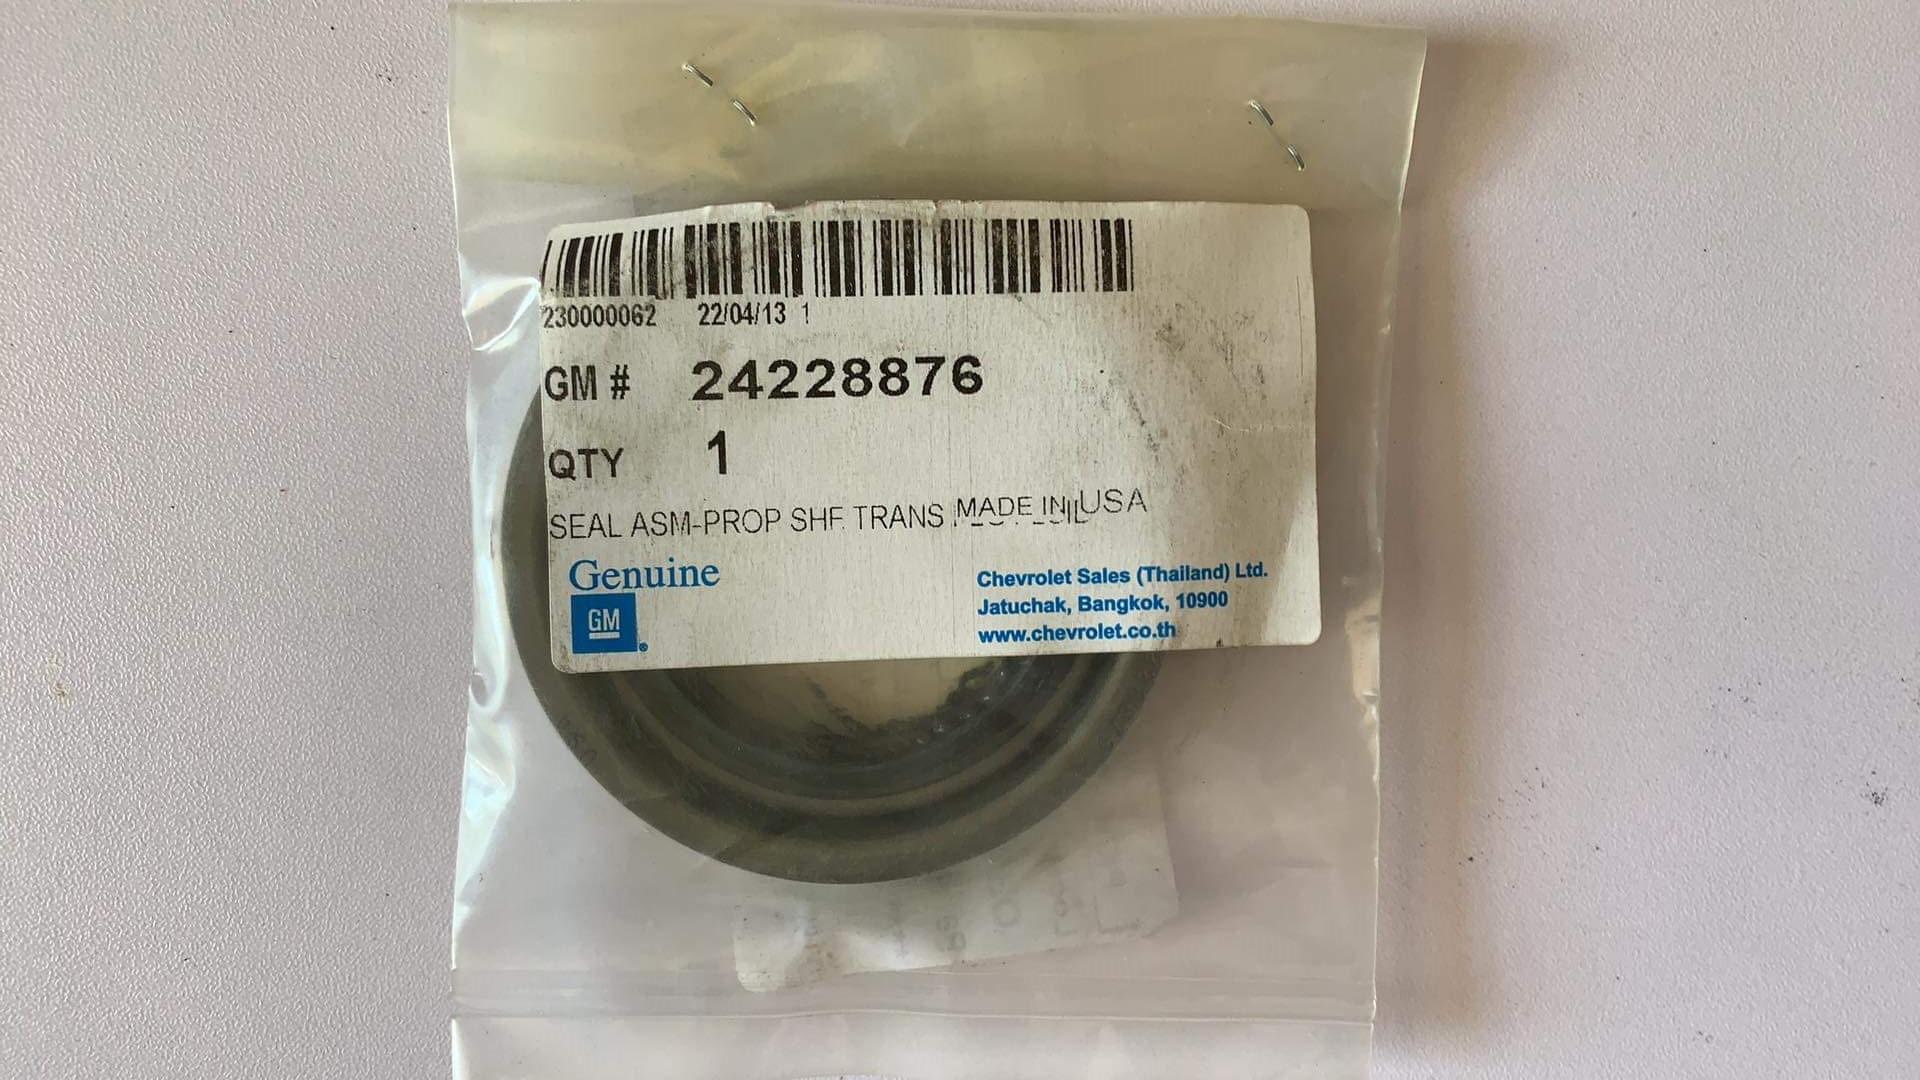 230000062 22/04/13 1
GM # 24228876
QTY 1
SEAL ASM-PROP SHF TRANS MADE IN USA
Genuine
GM
Chevrolet Sales (Thailand) Ltd.
Jatuchak, Bangkok, 10900
www.chevrolet.co.th